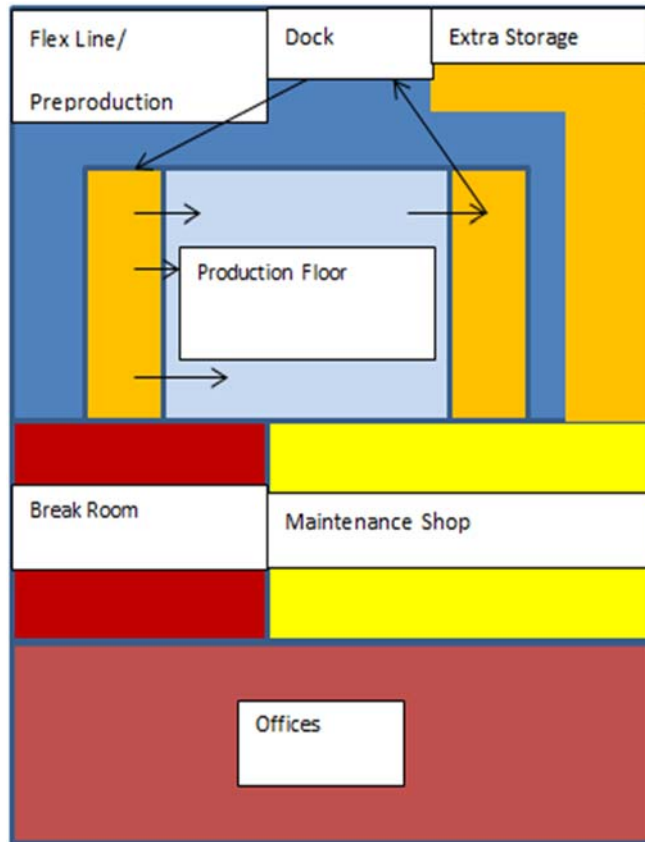 Flex Line/
Preproduction
Dock
Extra Storage
Production Floor
Break Room
Maintenance Shop
Offices